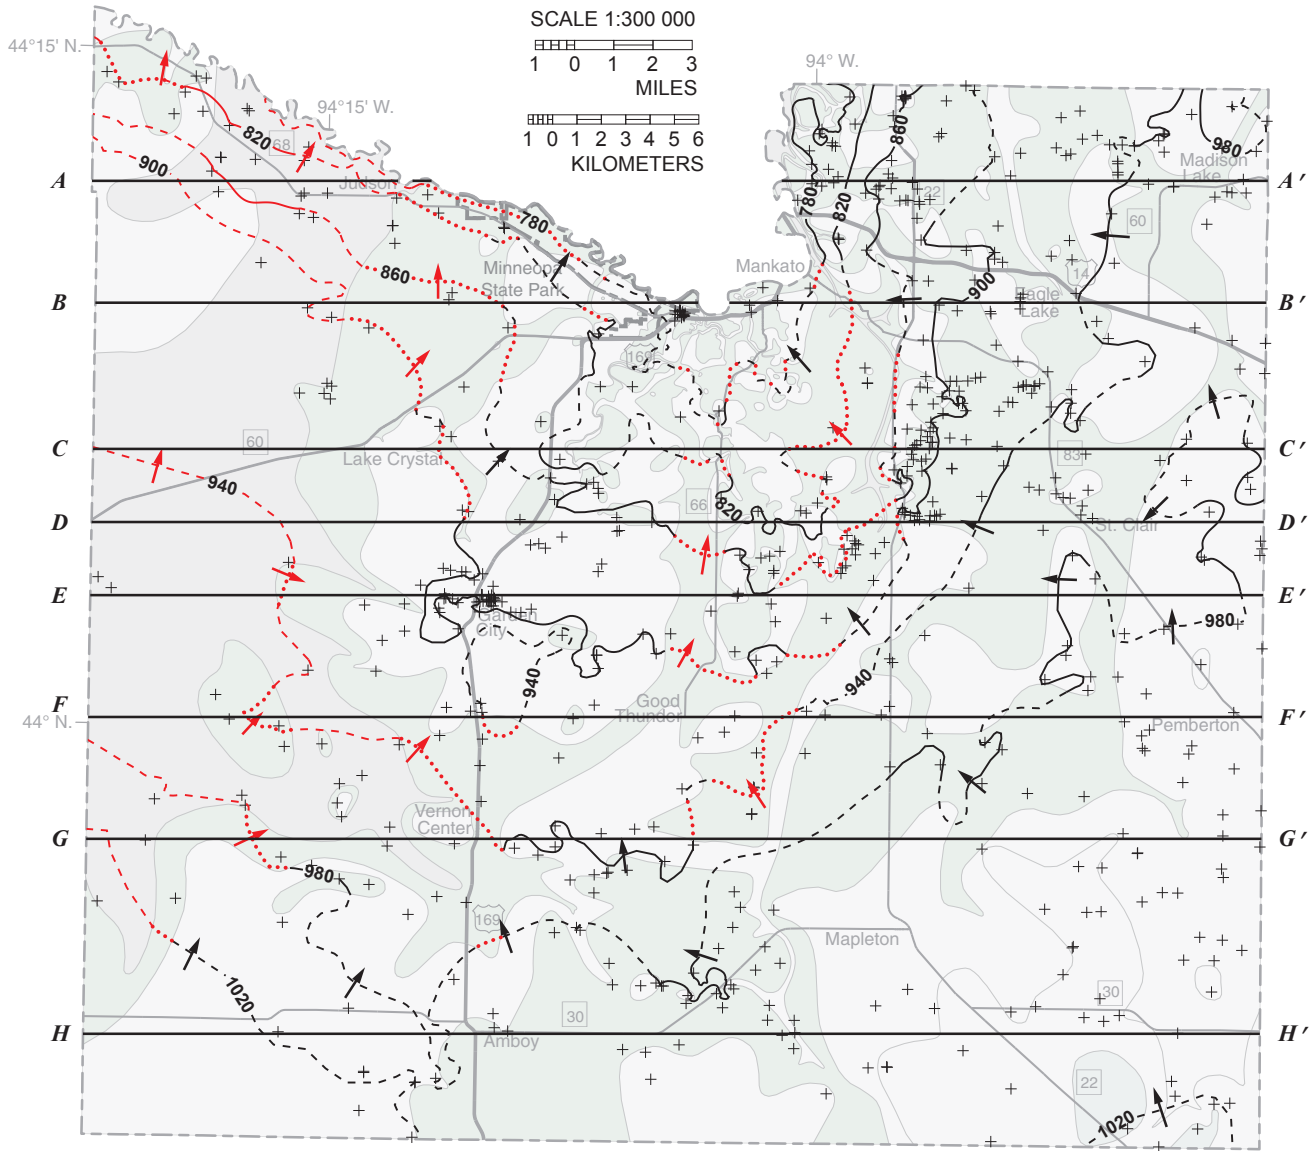 SCALE 1:300 000
1 0 1 2 3
MILES
1 0 1 2 3 4 5 6
KILOMETERS
44°15' N.
94°15' W.
94° W.
820
68
860
980
Madison
Lake
900
A
Judson
A'
780
780
820
22
60
Minneopa
State Park
860
Mankato
14
900
Eagle
Lake
B
B'
169
60
C
Lake Crystal
83
C'
940
66
820
D
St. Clair
D'
E
E'
Garden
City
980
940
940
Good
Thunder
F
F'
44° N.
Pemberton
Vernon
Center
G
G'
980
169
Mapleton
1020
30
30
H
H'
Amboy
22
1020